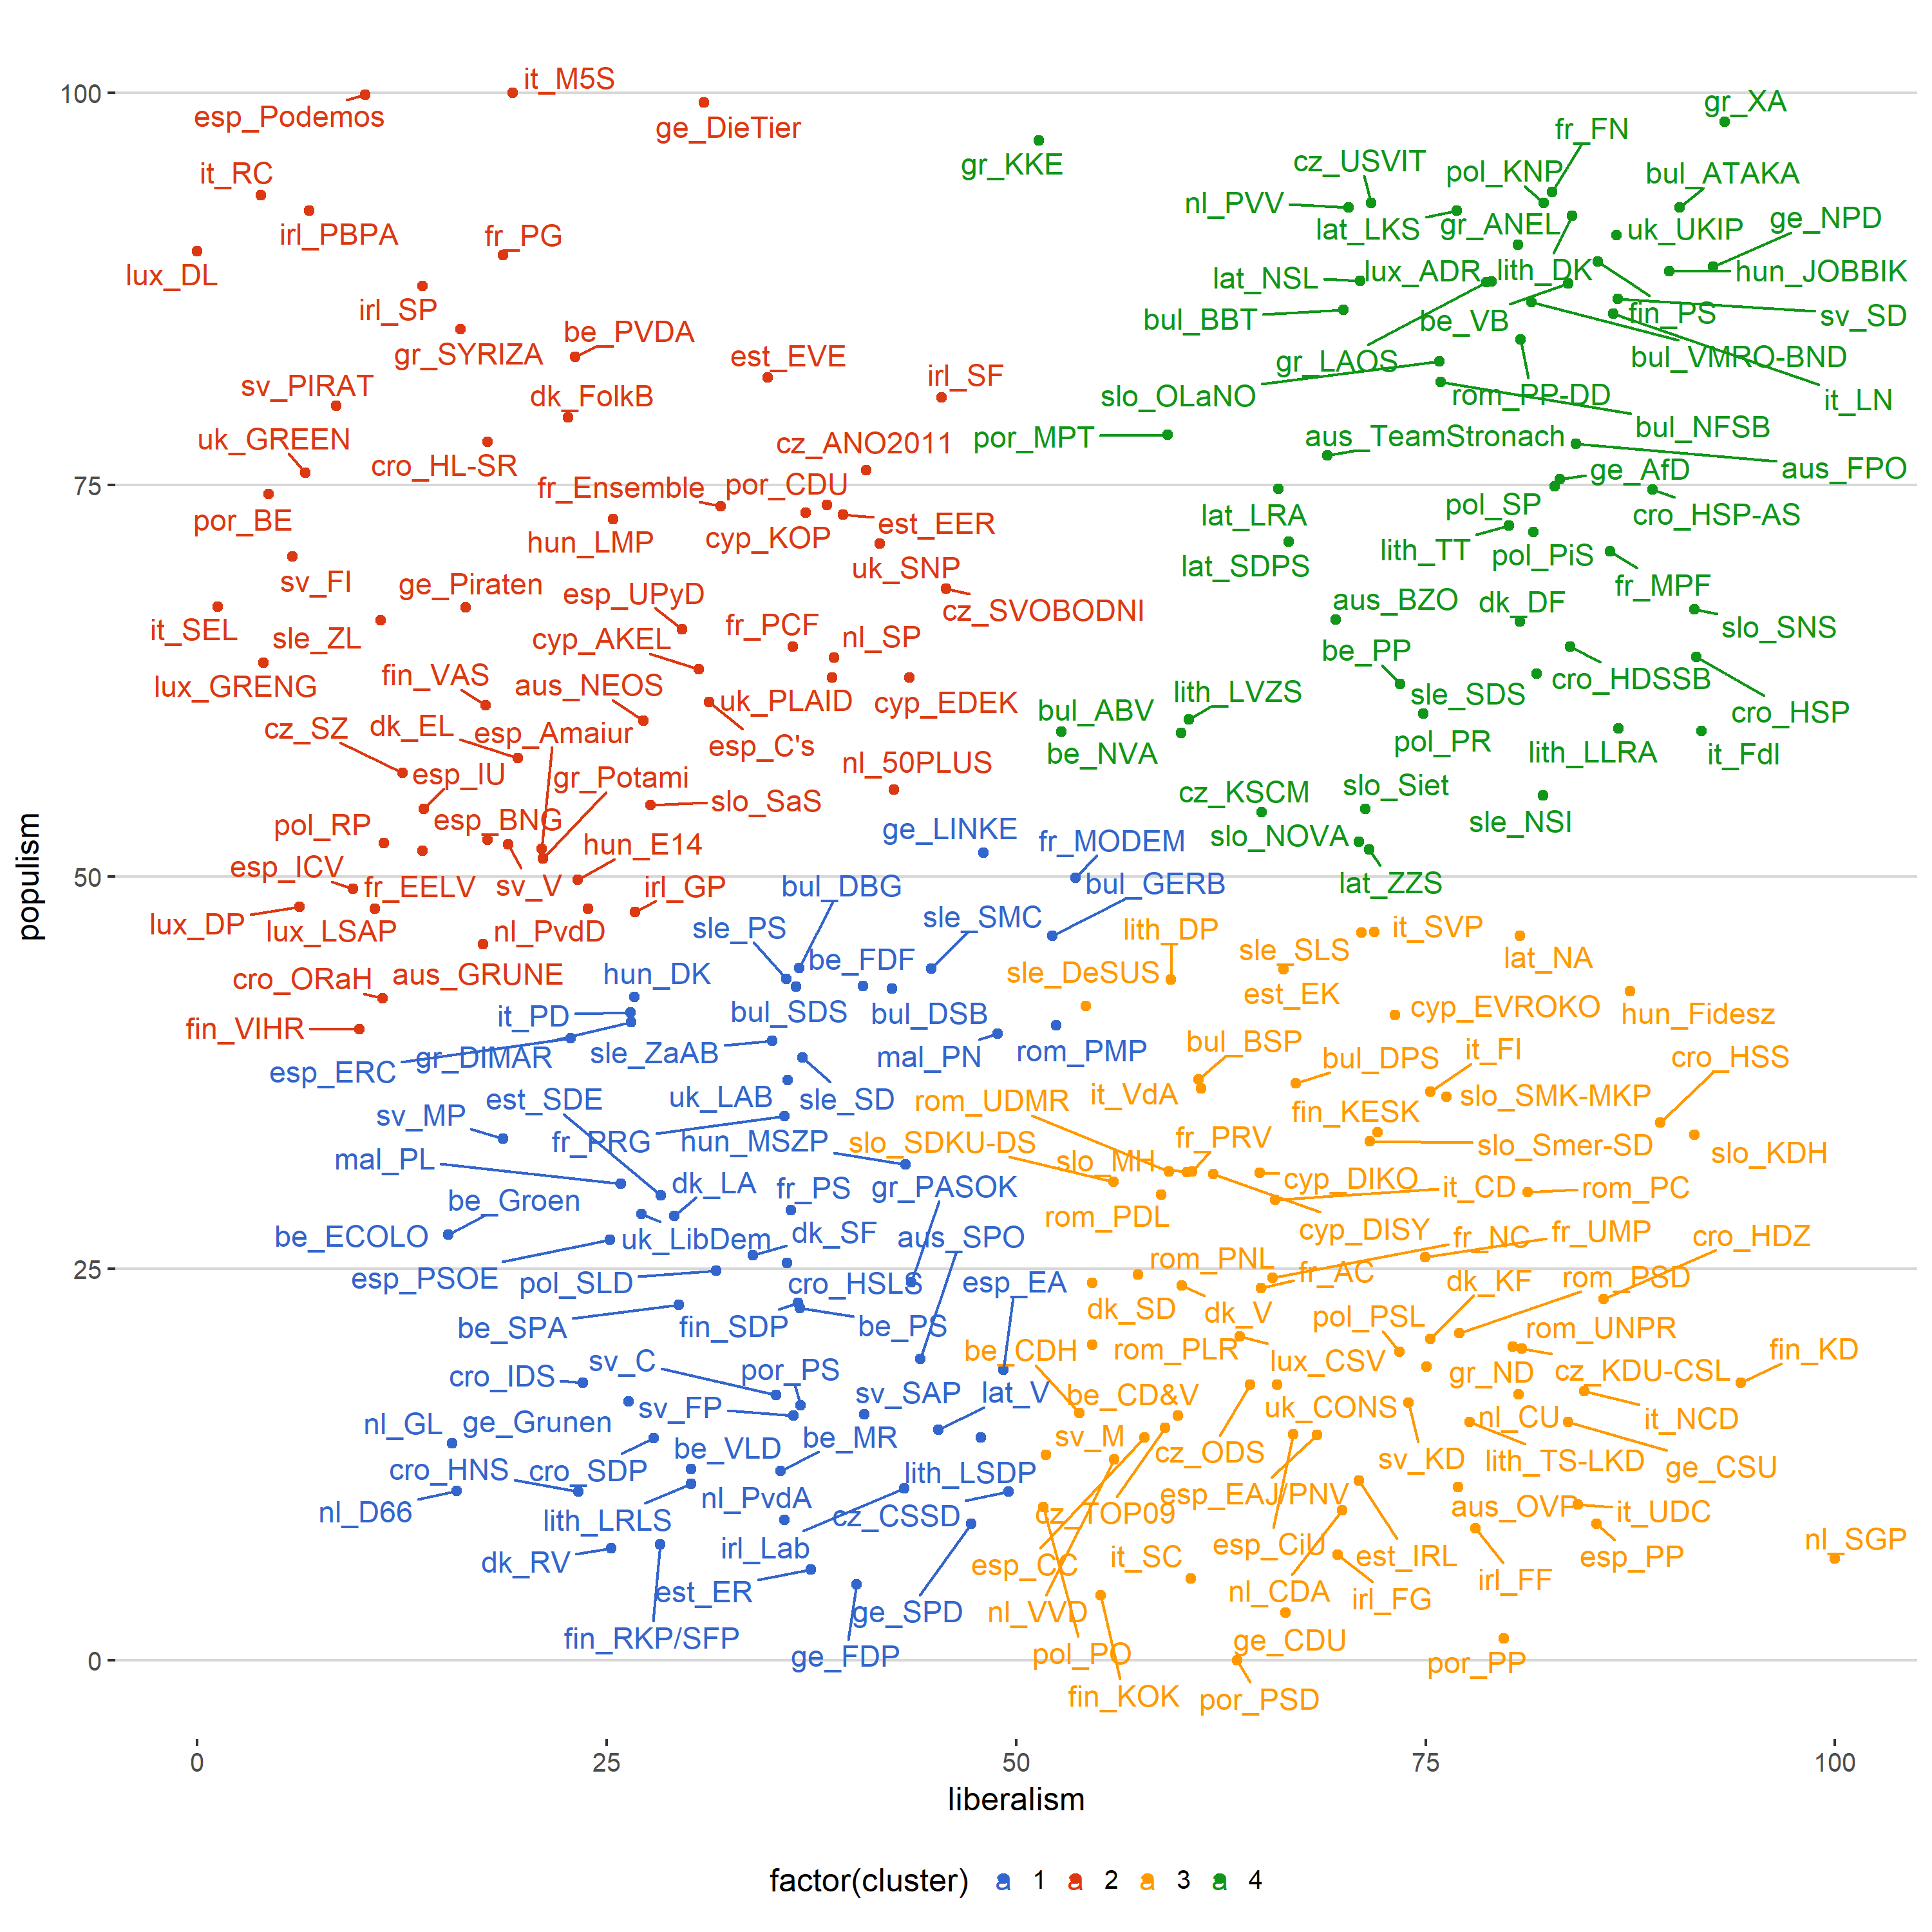 it_M5S
100
esp_Podemos
ge_DieTier
gr_XA
fr_FN
gr_KKE
cz_USVIT
pol_KNP
bul_ATAKA
it_RC
nl_PVV
irl_PBPA
fr_PG
lat_LKS
gr_ANEL
uk_UKIP
ge_NPD
lux_DL
lat_NSL
lux_ADR
lith_DK
hun_JOBBIK
irl_SP
bul_BBT
be_VB
fin_PS
sv_SD
gr_SYRIZA
be_PVDA
est_EVE
gr_LAOS
bul_VMRO-BND
sv_PIRAT
dk_FolkB
irl_SF
slo_OLaNO
rom_PP-DD
it_LN
uk_GREEN
cz_ANO2011
por_MPT
aus_TeamStronach
bul_NFSB
cro_HL-SR
ge_AfD
aus_FPO
75
fr_Ensemble
por_CDU
por_BE
lat_LRA
pol_SP
cro_HSP-AS
hun_LMP
cyp_KOP
est_EER
lith_TT
pol_PiS
sv_FI
uk_SNP
lat_SDPS
fr_MPF
ge_Piraten
esp_UPyD
cz_SVOBODNI
aus_BZO
dk_DF
it_SEL
sle_ZL
cyp_AKEL
fr_PCF
nl_SP
slo_SNS
be_PP
lux_GRENG
fin_VAS
aus_NEOS
uk_PLAID
cyp_EDEK
lith_LVZS
sle_SDS
cro_HDSSB
cro_HSP
cz_SZ
dk_EL
esp_Amaiur
esp_C's
bul_ABV
be_NVA
pol_PR
lith_LLRA
it_FdI
esp_IU
gr_Potami
nl_50PLUS
slo_SaS
cz_KSCM
slo_Siet
pol_RP
esp_BNG
hun_E14
ge_LINKE
fr_MODEM
slo_NOVA
sle_NSI
50
esp_ICV
fr_EELV
sv_V
irl_GP
bul_DBG
bul_GERB
lat_ZZS
lux_DP
lux_LSAP
nl_PvdD
sle_PS
sle_SMC
lith_DP
it_SVP
cro_ORaH
aus_GRUNE
hun_DK
be_FDF
sle_DeSUS
sle_SLS
lat_NA
est_EK
fin_VIHR
it_PD
bul_SDS
bul_DSB
cyp_EVROKO
hun_Fidesz
esp_ERC
gr_DIMAR
sle_ZaAB
mal_PN
rom_PMP
bul_BSP
bul_DPS
it_FI
cro_HSS
est_SDE
uk_LAB
sle_SD
rom_UDMR
it_VdA
fin_KESK
slo_SMK-MKP
sv_MP
fr_PRG
hun_MSZP
slo_SDKU-DS
fr_PRV
slo_Smer-SD
slo_KDH
mal_PL
slo_MH
be_Groen
dk_LA
fr_PS
gr_PASOK
cyp_DIKO
it_CD
rom_PC
be_ECOLO
uk_LibDem
dk_SF
aus_SPO
rom_PDL
cyp_DISY
fr_NC
fr_UMP
cro_HDZ
25
esp_PSOE
pol_SLD
cro_HSLS
esp_EA
rom_PNL
fr_AC
rom_PSD
be_SPA
fin_SDP
be_PS
dk_SD
dk_V
pol_PSL
dk_KF
be_CDH
rom_PLR
lux_CSV
rom_UNPR
fin_KD
cro_IDS
sv_C
por_PS
gr_ND
cz_KDU-CSL
nl_GL
ge_Grunen
sv_FP
sv_SAP
lat_V
be_CD&V
uk_CONS
nl_CU
it_NCD
be_VLD
be_MR
sv_M
cz_ODS
sv_KD
lith_TS-LKD
ge_CSU
cro_HNS
cro_SDP
lith_LSDP
nl_D66
nl_PvdA
cz_CSSD
cz_TOP09
esp_EAJ/PNV
aus_OVP
it_UDC
lith_LRLS
irl_Lab
esp_CiU
est_IRL
nl_SGP
dk_RV
esp_CC
it_SC
esp_PP
est_ER
nl_CDA
irl_FG
irl_FF
ge_SPD
nl_VVD
fin_RKP/SFP
ge_FDP
pol_PO
ge_CDU
por_PP
0
fin_KOK
por_PSD
populism
0 25 50 75 100
liberalism
factor(cluster) a 1 a 2 a 3 a 4